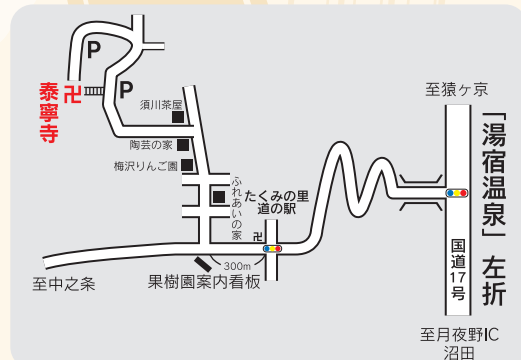 P
P
泰寧寺
卍
須川茶屋
陶芸の家
梅沢りんご園
ふれあいの家
たくみの里
道の駅
卍
300m
果樹園案内看板
至中之条
至猿ヶ京
「湯宿温泉」左折
国道17号
至月夜野IC
沼田